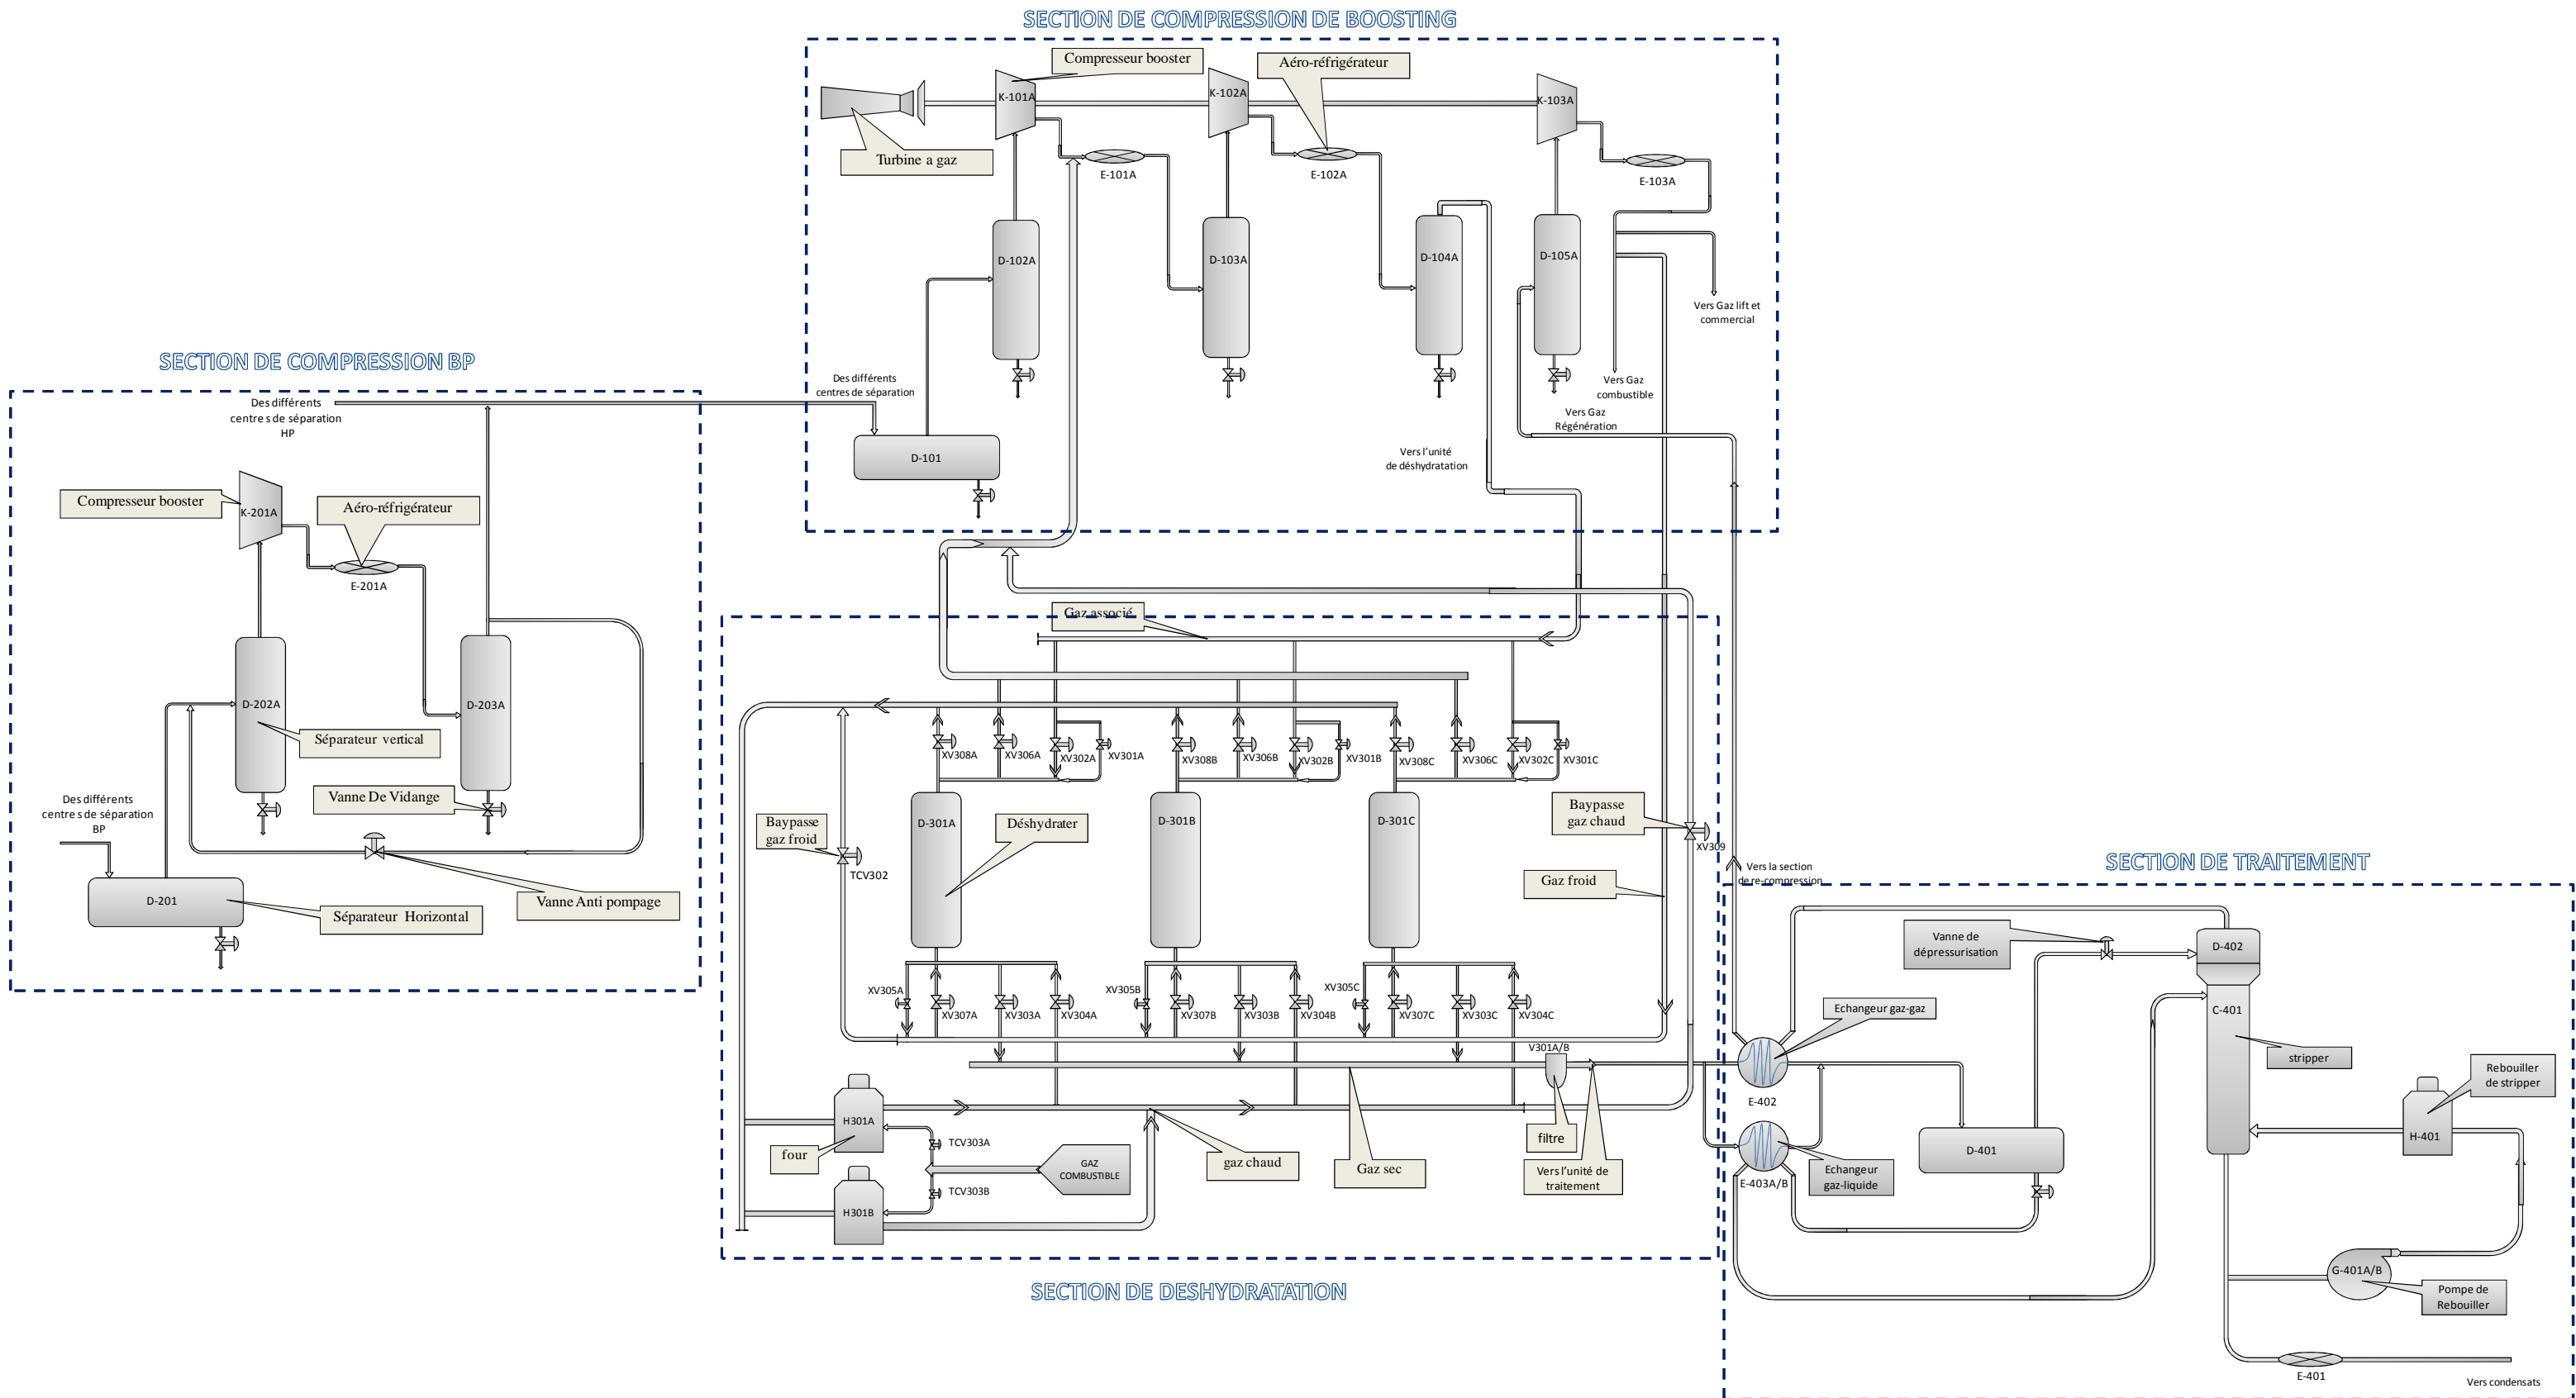 SECTION DE COMPRESSION DE BOOSTING
Compresseur booster
Aéro-réfrigérateur
K-101A
K-102A
K-103A
Turbine a gaz
E-101A
E-102A
E-103A
D-102A
D-103A
D-104A
D-105A
Vers Gaz lift et
commercial
Vers Gaz
combustible
Vers Gaz
Régénération
Des différents
centres de séparation
D-101
Vers l'unité
de déshydratation
SECTION DE COMPRESSION BP
Des différents
centre s de séparation
HP
Compresseur booster
K-201A
Aéro-réfrigérateur
E-201A
D-202A
D-203A
Séparateur vertical
Vanne De Vidange
Des différents
centre s de séparation
BP
D-201
Séparateur Horizontal
Vanne Anti pompage
Gaz associé
XV308A
XV306A
XV302A
XV301A
XV308B
XV306B
XV302B
XV301B
XV308C
XV306C
XV302C
XV301C
Baypasse
gaz froid
TCV302
D-301A
Déshydrater
D-301B
D-301C
Baypasse
gaz chaud
XV309
Gaz froid
XV305A
XV307A
XV303A
XV304A
XV305B
XV307B
XV303B
XV304B
XV305C
XV307C
XV303C
XV304C
V301A/B
H301A
four
TCV303A
GAZ
COMBUSTIBLE
TCV303B
H301B
gaz chaud
Gaz sec
filtre
Vers l'unité de
traitement
SECTION DE DESHYDRATATION
SECTION DE TRAITEMENT
Vers la section
de re-compression
Vanne de
dépressurisation
D-402
Echangeur gaz-gaz
C-401
stripper
E-402
Rebouiller
de stripper
H-401
D-401
E-403A/B
Echangeur
gaz-liquide
G-401A/B
Pompe de
Rebouiller
E-401
Vers condensats